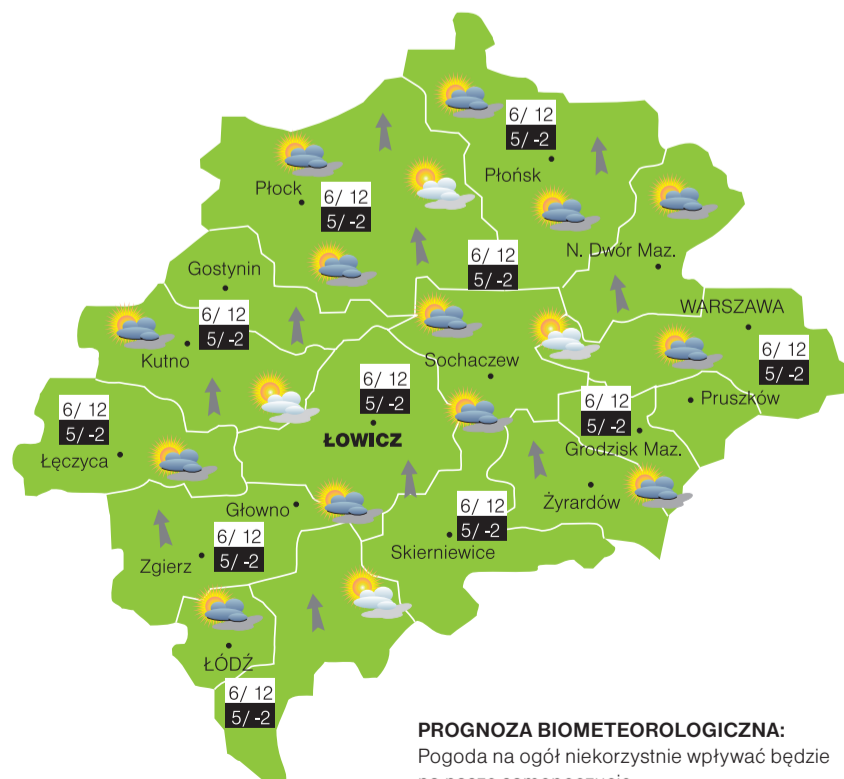 6/ 12
5/ -2
Płońsk
Płock
6/ 12
5/ -2
N. Dwór Maz.
6/ 12
5/ -2
Gostynin
WARSZAWA
6/ 12
5/ -2
Kutno
6/ 12
5/ -2
Sochaczew
6/ 12
5/ -2
ŁOWICZ
Pruszków
6/ 12
5/ -2
Grodzisk Maz.
6/ 12
5/ -2
Łęczyca
Żyrardów
Głowno
6/ 12
5/ -2
Skierniewice
6/ 12
5/ -2
Zgierz
ŁÓDŹ
6/ 12
5/ -2
PROGNOZA BIOMETEOROLOGICZNA:
Pogoda na ogół niekorzystnie wpływać będzie
na nasze samopoczucie